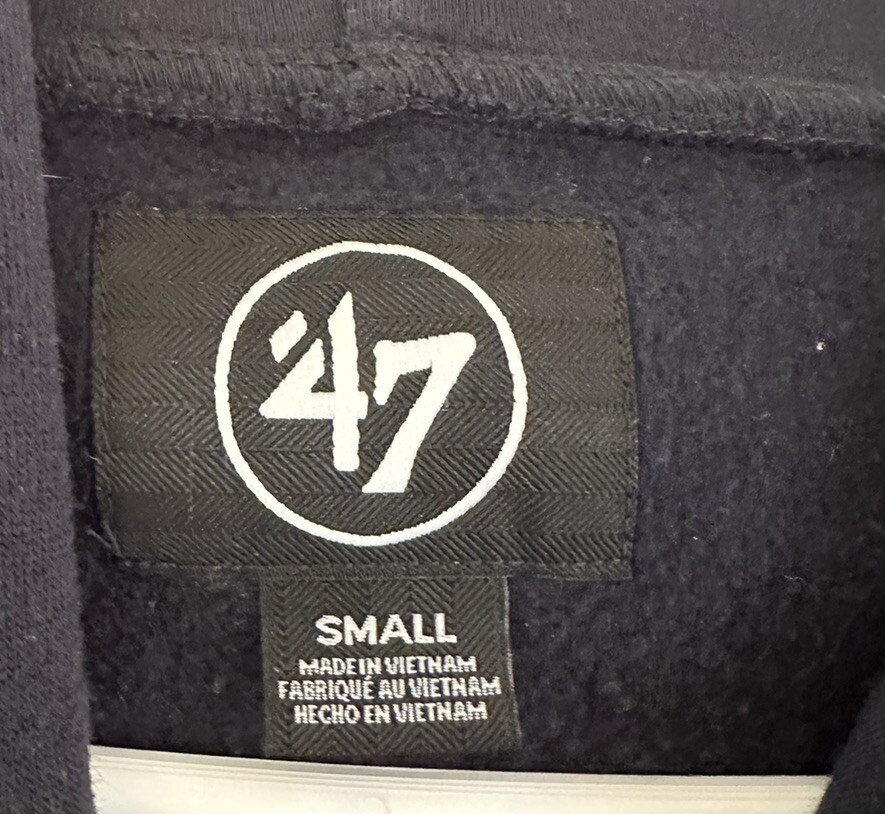 '47
SMALL
MADE IN VIETNAM
FABRIQUÉ AU VIETNAM
HECHO EN VIETNAM